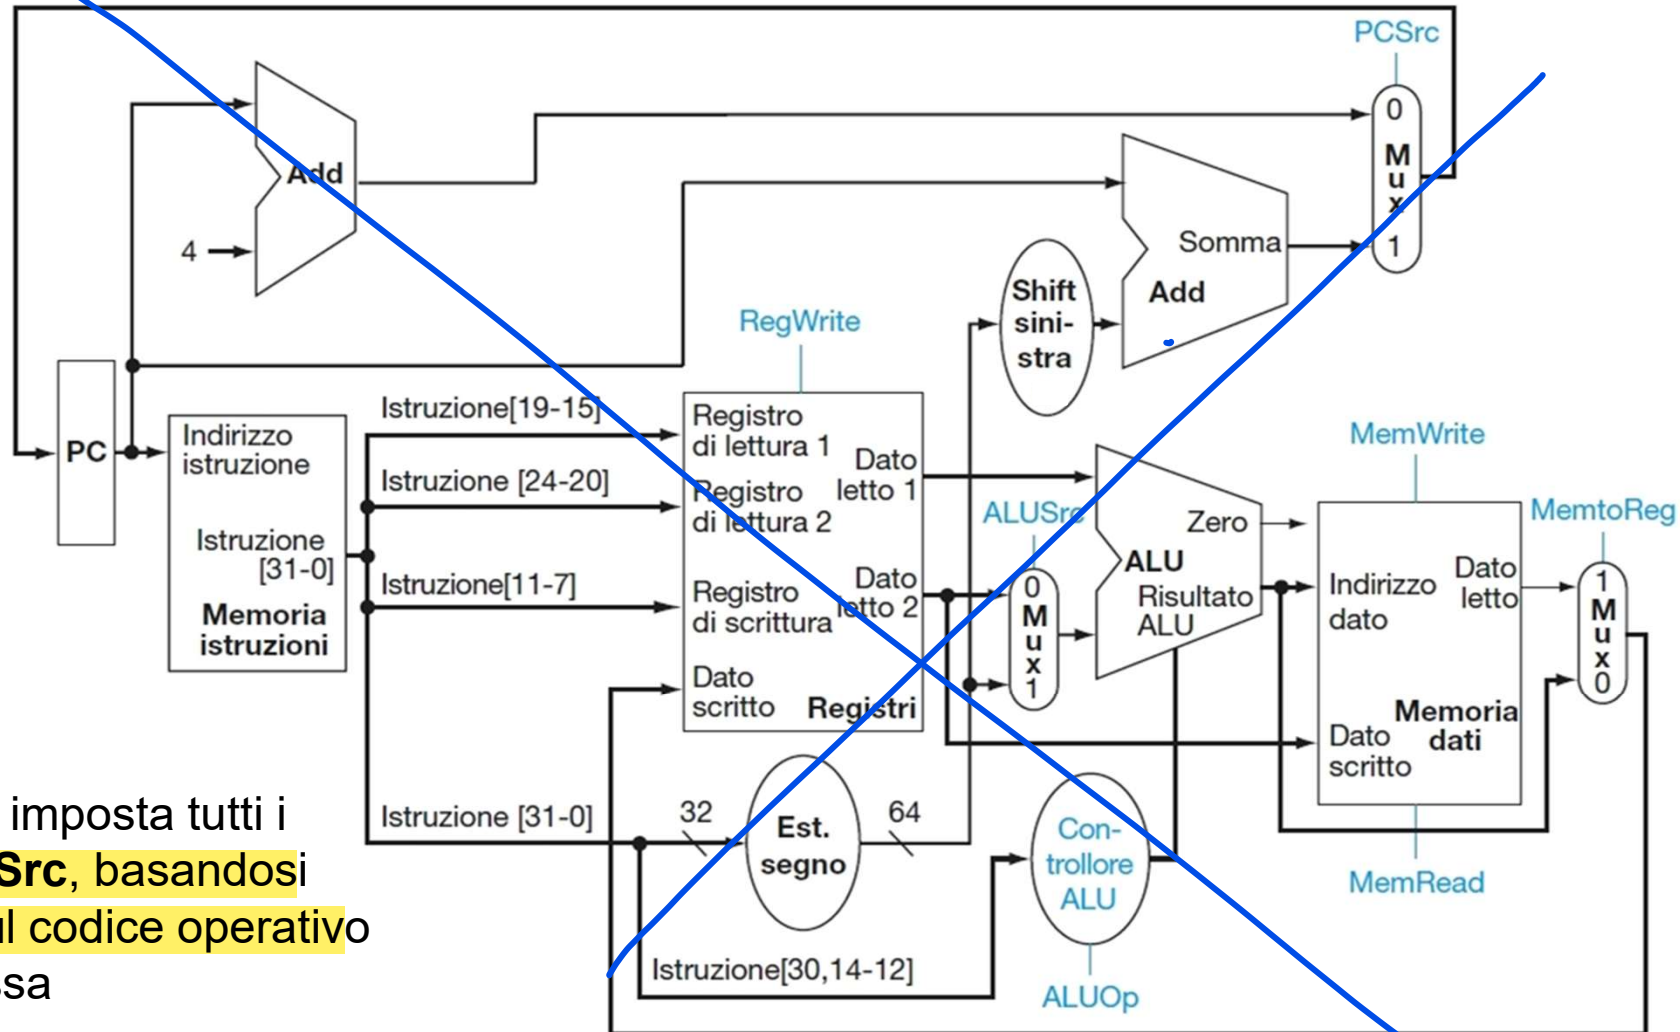 PCSrc
0
Mux
1
Add
4
Somma
Add
Shift
sini-
stra
RegWrite
PC
Indirizzo
istruzione
Istruzione
[31-0]
Memoria
istruzioni
Istruzione[19-15]
Istruzione [24-20]
Istruzione[11-7]
Istruzione [31-0]
Registro
di lettura 1
Dato
letto 1
Registro
di lettura 2
Dato
letto 2
Registro
di scrittura
Dato
scritto
Registri
ALUSrc
0
Mux
1
Zero
ALU
Risultato
ALU
MemWrite
MemtoReg
Indirizzo
dato
Dato
letto
Memoria
dati
Dato
scritto
1
Mux
0
MemRead
32
Est.
segno
64
Con-
trollore
ALU
Istruzione[30,14-12]
ALUOp
imposta tutti i
Src, basandosi
l codice operativo
ssa